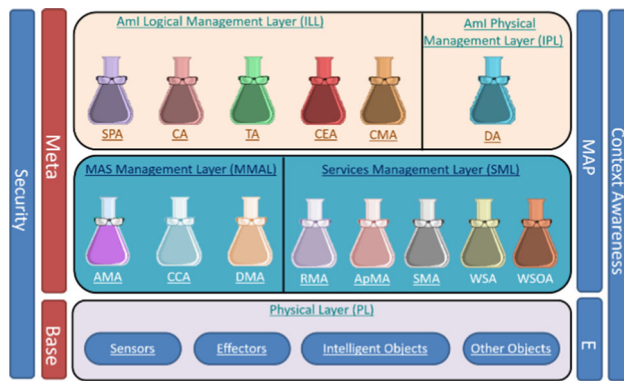 AmI Logical Management Layer (ILL)
AmI Physical
Management Layer (IPL)
SPA
CA
TA
CEA
CMA
DA
MAS Management Layer (MMAL)
Services Management Layer (SML)
AMA
CCA
DMA
RMA
ApMA
SMA
WSA
WSOA
Physical Layer (PL)
Sensors
Effectors
Intelligent Objects
Other Objects
Security
Meta
Base
MAP
E
Context Awareness